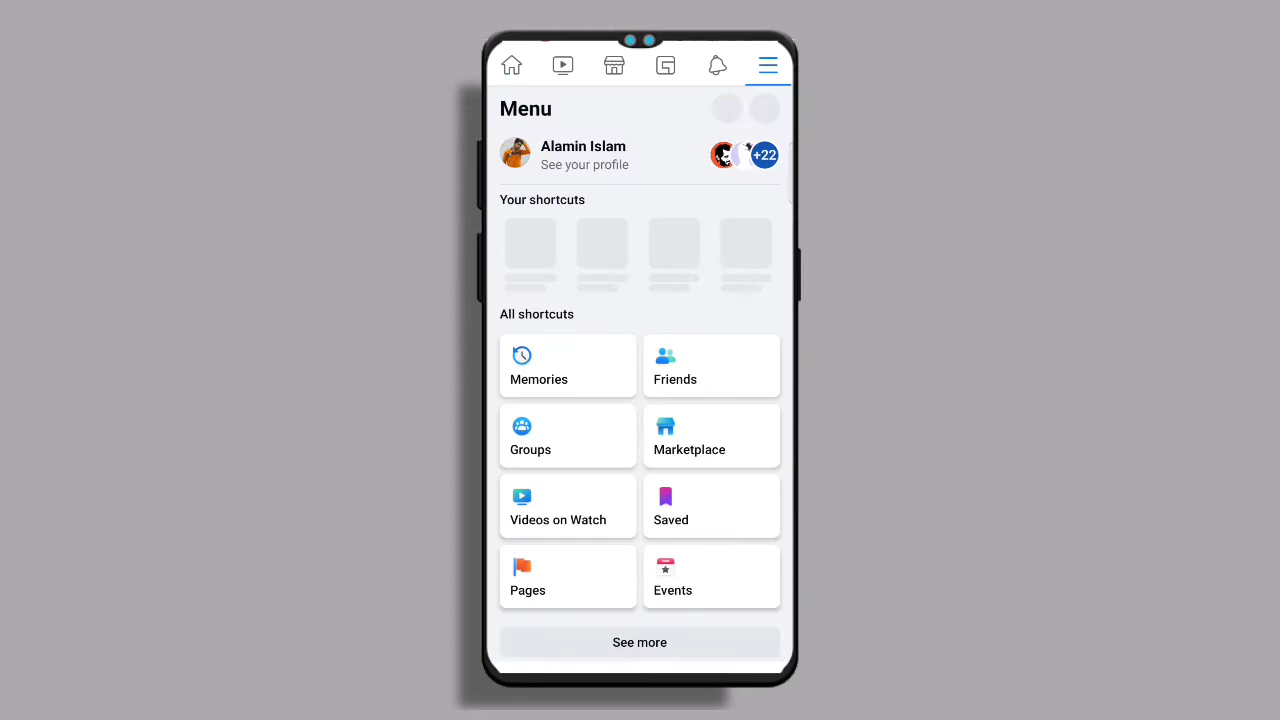 Menu
Alamin Islam
See your profile
+22
Your shortcuts
All shortcuts
Memories
Friends
Groups
Marketplace
Videos on Watch
Saved
Pages
Events
See more